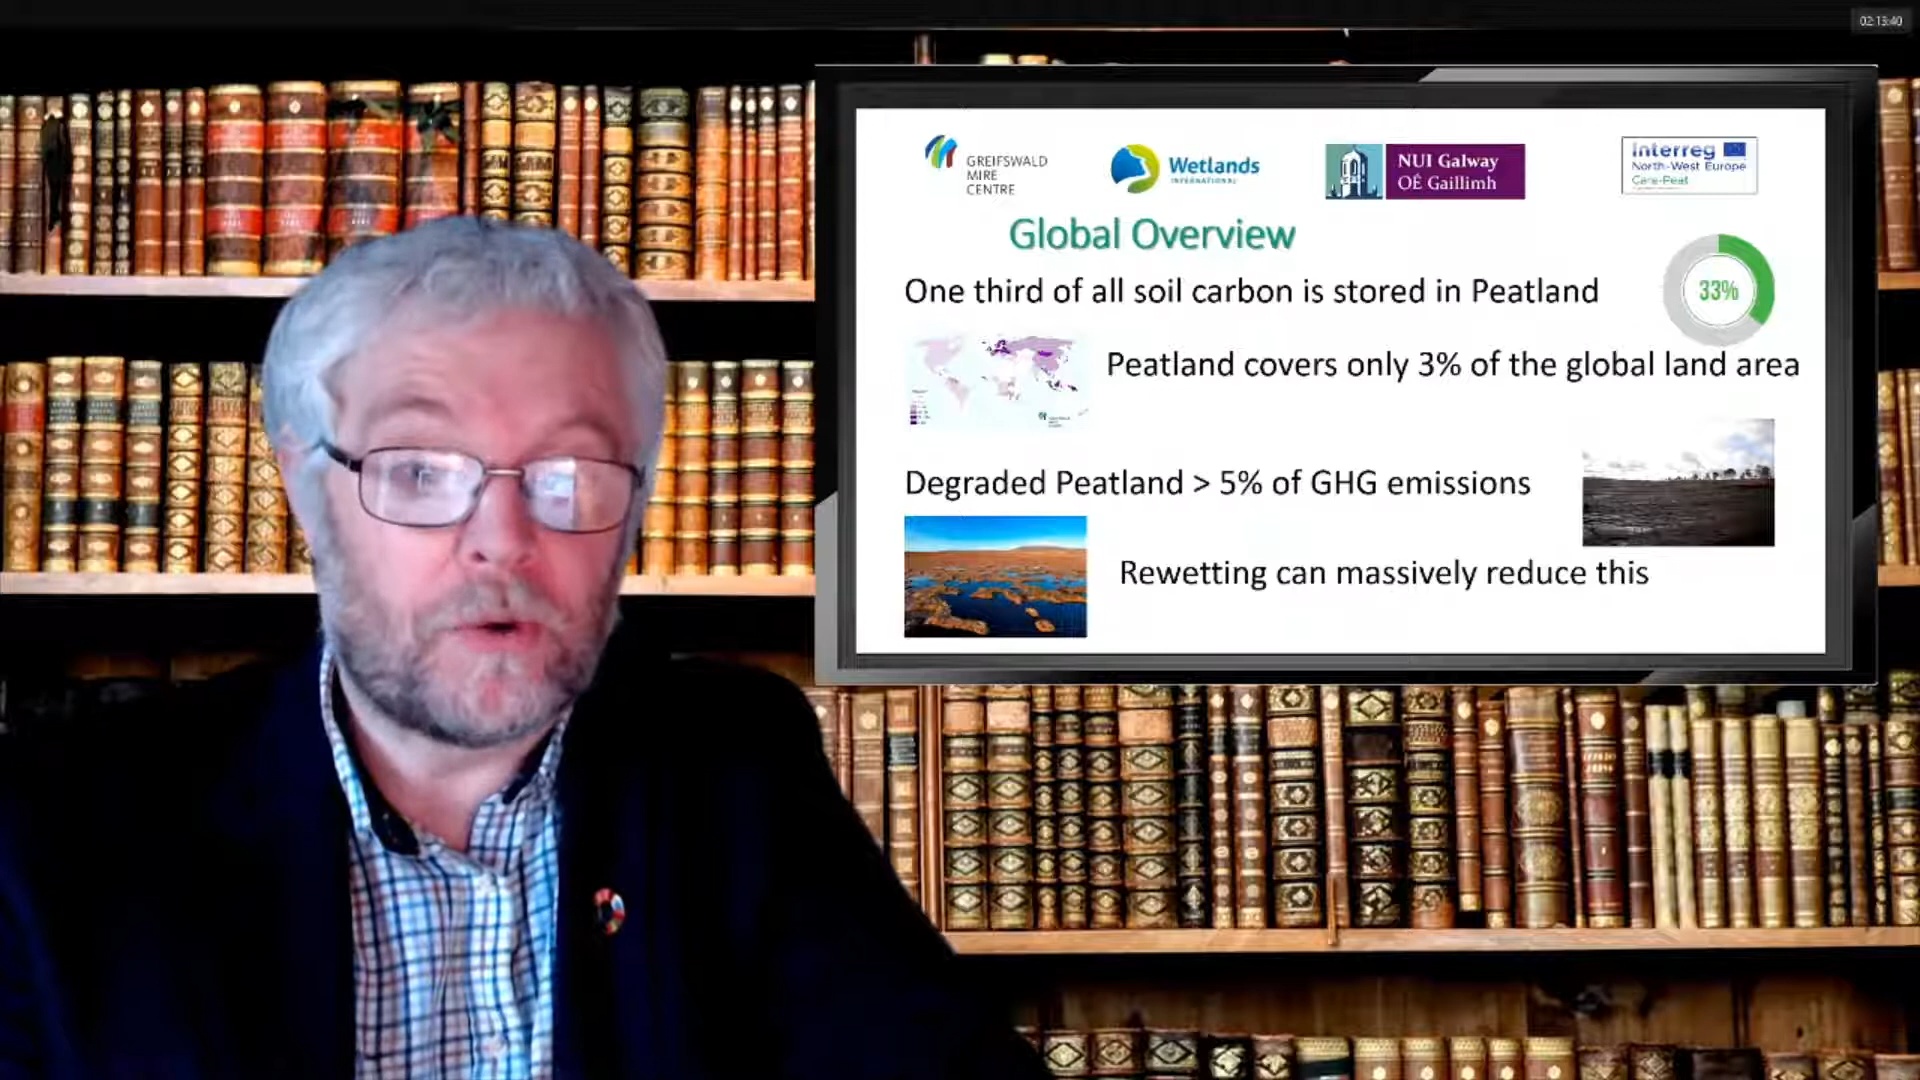 02:13:40
GREIFSWALD
MIRE
CENTRE
Wetlands
INTERNATIONAL
NUI Galway
OÉ Gaillimh
Interreg
North-West Europe
Care-Peat
Global Overview
One third of all soil carbon is stored in Peatland
33%
Peatland covers only 3% of the global land area
Degraded Peatland > 5% of GHG emissions
Rewetting can massively reduce this